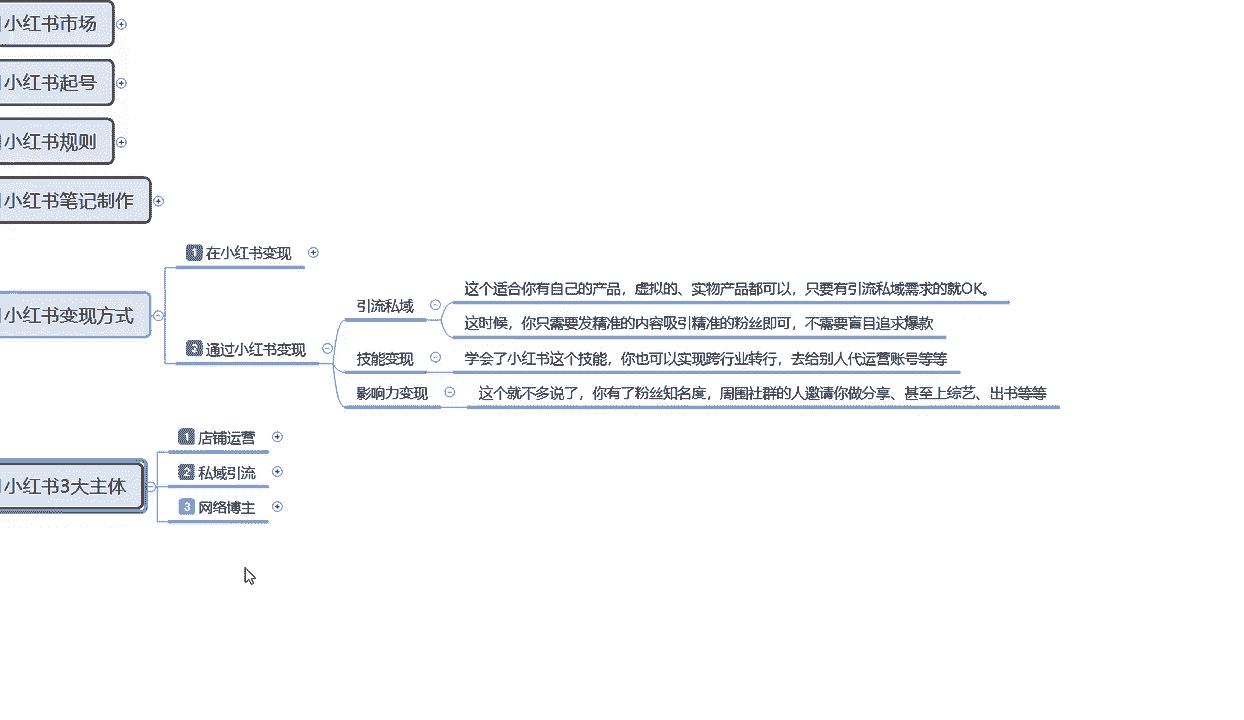 小红书市场
小红书起号
小红书规则
小红书笔记制作
小红书变现方式
1 在小红书变现
2 通过小红书变现
引流私域
这个适合你有自己的产品，虚拟的、实物产品都可以，只要有引流私域需求的就OK。
这时候，你只需要发精准的内容吸引精准的粉丝即可，不需要盲目追求爆款
技能变现
学会了小红书这个技能，你也可以实现跨行业转行，去给别人代运营账号等等
影响力变现
这个就不多说了，你有了粉丝知名度，周围社群的人邀请你做分享、甚至上综艺、出书等等
小红书3大主体
1 店铺运营
2 私域引流
3 网络博主